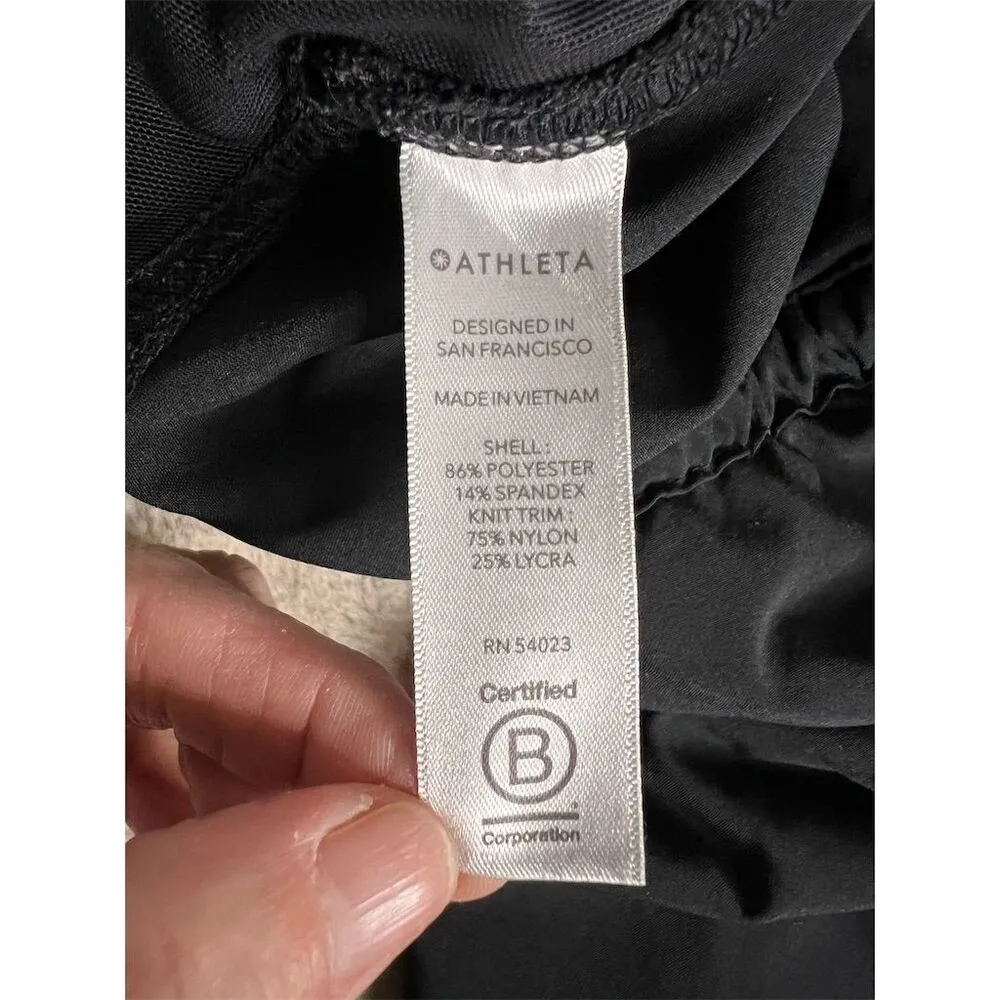 ATHLETA
DESIGNED IN
SAN FRANCISCO
MADE IN VIETNAM
SHELL :
86% POLYESTER
14% SPANDEX
KNIT TRIM :
75% NYLON
25% LYCRA
RN 54023
Certified
B
Corporation